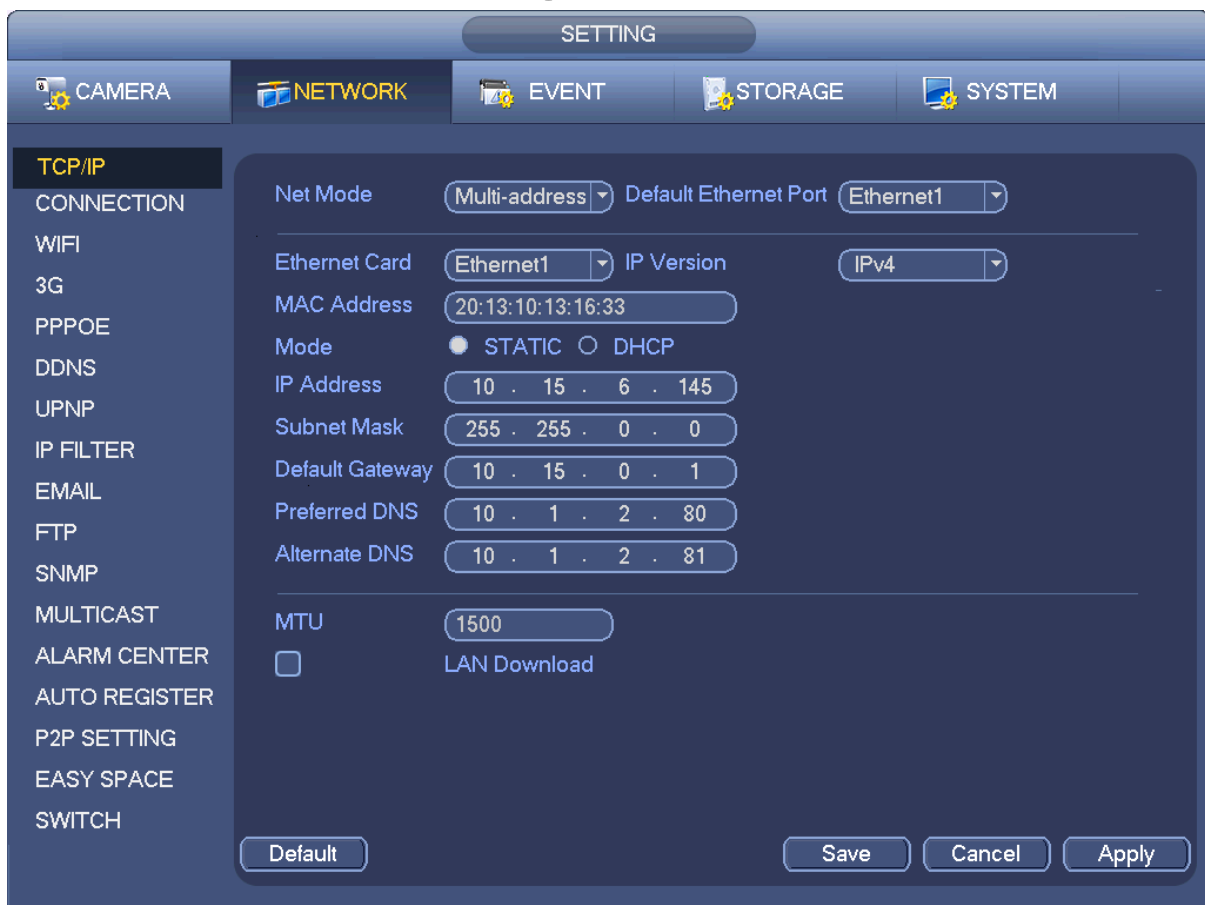 SETTING
CAMERA NETWORK EVENT STORAGE SYSTEM
TCP/IP
CONNECTION
WIFI
3G
PPPOE
DDNS
UPNP
IP FILTER
EMAIL
FTP
SNMP
MULTICAST
ALARM CENTER
AUTO REGISTER
P2P SETTING
EASY SPACE
SWITCH
Net Mode Multi-address Default Ethernet Port Ethernet1
Ethernet Card Ethernet1 IP Version IPv4
MAC Address 20:13:10:13:16:33
Mode STATIC DHCP
IP Address 10 . 15 . 6 . 145
Subnet Mask 255 . 255 . 0 . 0
Default Gateway 10 . 15 . 0 . 1
Preferred DNS 10 . 1 . 2 . 80
Alternate DNS 10 . 1 . 2 . 81
MTU 1500
LAN Download
Default Save Cancel Apply